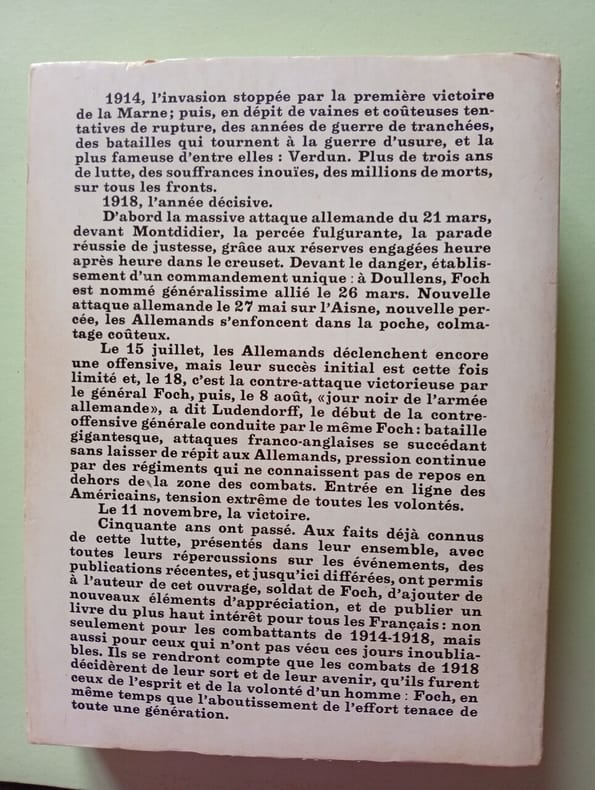 1914, l'invasion stoppée par la première victoire
de la Marne; puis, en dépit de vaines et coûteuses ten-
tatives de rupture, des années de guerre de tranchées,
des batailles qui tournent à la guerre d'usure, et la
plus fameuse d'entre elles : Verdun. Plus de trois ans
de lutte, des souffrances inouïes, des millions de morts,
sur tous les fronts.
1918, l'année décisive.
D'abord la massive attaque allemande du 21 mars,
devant Montdidier, la percée fulgurante, la parade
réussie de justesse, grâce aux réserves engagées heure
après heure dans le creuset. Devant le danger, établis-
sement d'un commandement unique : à Doullens, Foch
est nommé généralissime allié le 26 mars. Nouvelle
attaque allemande le 27 mai sur l'Aisne, nouvelle per-
cée, les Allemands s'enfoncent dans la poche, colma-
tage coûteux.
Le 15 juillet, les Allemands déclenchent encore
une offensive, mais leur succès initial est cette fois
limité et, le 18, c'est la contre-attaque victorieuse par
le général Foch, puis, le 8 août, «jour noir de l'armée
allemande», a dit Ludendorff, le début de la contre-
offensive générale conduite par le même Foch : bataille
gigantesque, attaques franco-anglaises se succédant
sans laisser de répit aux Allemands, pression continue
par des régiments qui ne connaissent pas de repos en
dehors de la zone des combats. Entrée en ligne des
Américains, tension extrême de toutes les volontés.
Le 11 novembre, la victoire.
Cinquante ans ont passé. Aux faits déjà connus
de cette lutte, présentés dans leur ensemble, avec
toutes leurs répercussions sur les événements, des
publications récentes, et jusqu'ici différées, ont permis
à l'auteur de cet ouvrage, soldat de Foch, d'ajouter de
nouveaux éléments d'appréciation, et de publier un
livre du plus haut intérêt pour tous les Français : non
seulement pour les combattants de 1914-1918, mais
aussi pour ceux qui n'ont pas vécu ces jours inoublia-
bles. Ils se rendront compte que les combats de 1918
décidèrent de leur sort et de leur avenir, qu'ils furent
ceux de l'esprit et de la volonté d'un homme : Foch, en
même temps que l'aboutissement de l'effort tenace de
toute une génération.